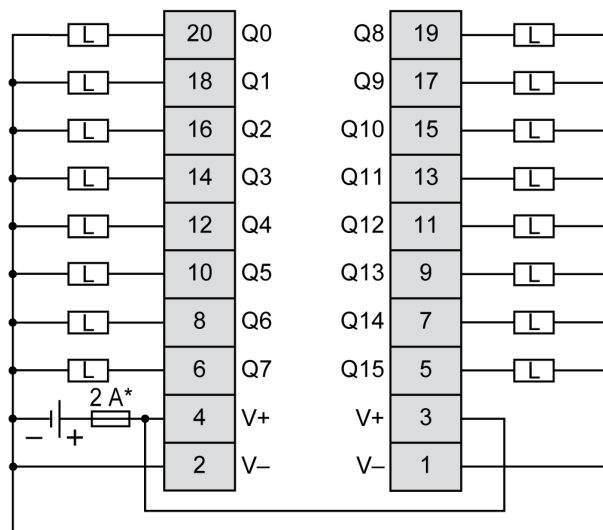 L 20 Q0 Q8 19 L
L 18 Q1 Q9 17 L
L 16 Q2 Q10 15 L
L 14 Q3 Q11 13 L
L 12 Q4 Q12 11 L
L 10 Q5 Q13 9 L
L 8 Q6 Q14 7 L
L 6 Q7 Q15 5 L
2 A*
– + 4 V+ V+ 3
2 V– V– 1